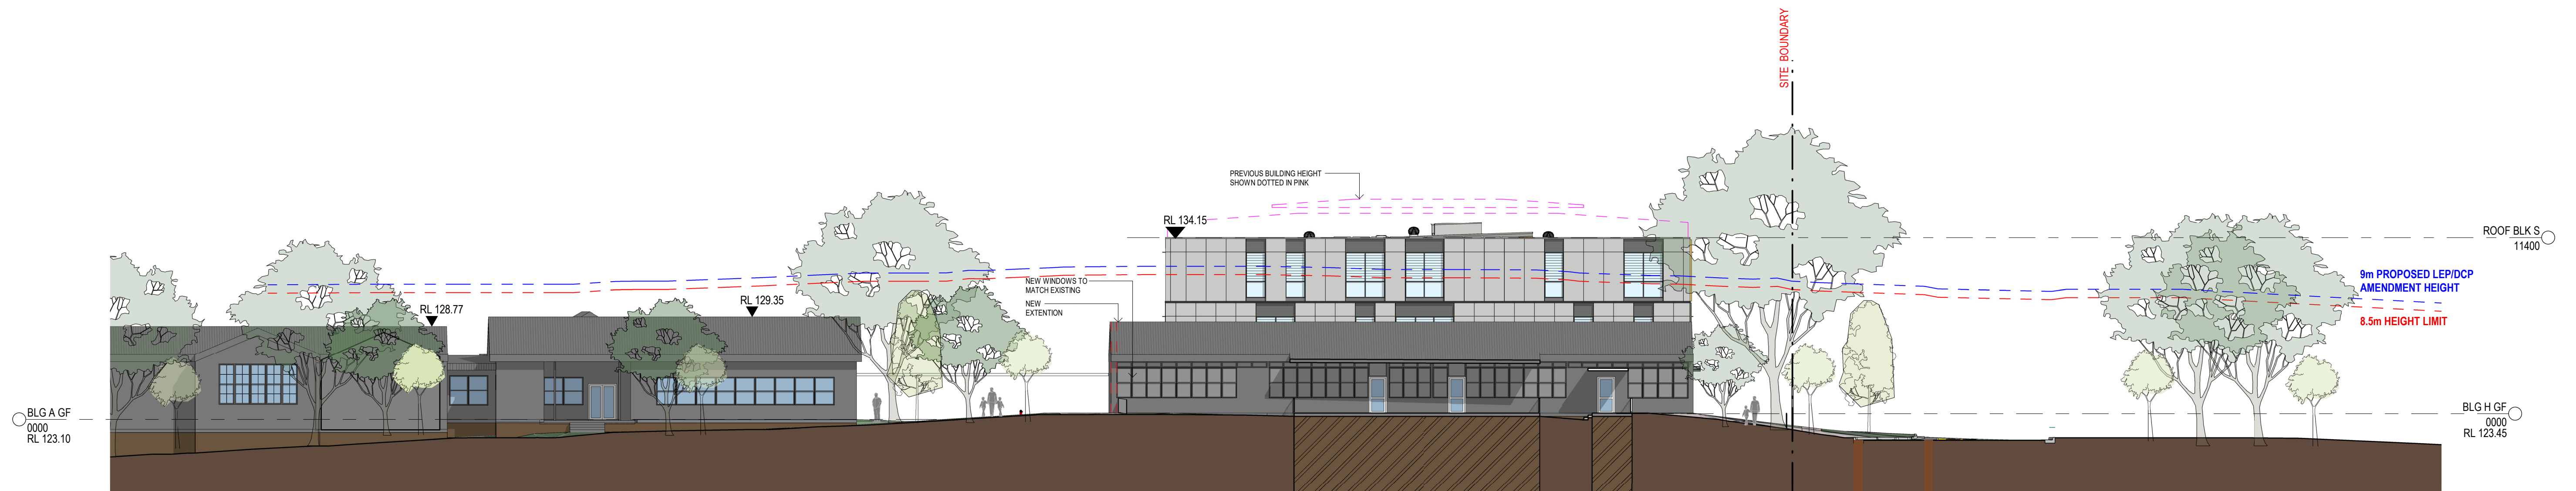 SITE BOUNDARY
PREVIOUS BUILDING HEIGHT
SHOWN DOTTED IN PINK
RL 134.15
ROOF BLK S
11400
9m PROPOSED LEP/DCP
AMENDMENT HEIGHT
8.5m HEIGHT LIMIT
NEW WINDOWS TO
MATCH EXISTING
NEW
EXTENTION
RL 129.35
RL 128.77
BLG A GF
0000
RL 123.10
BLG H GF
0000
RL 123.45